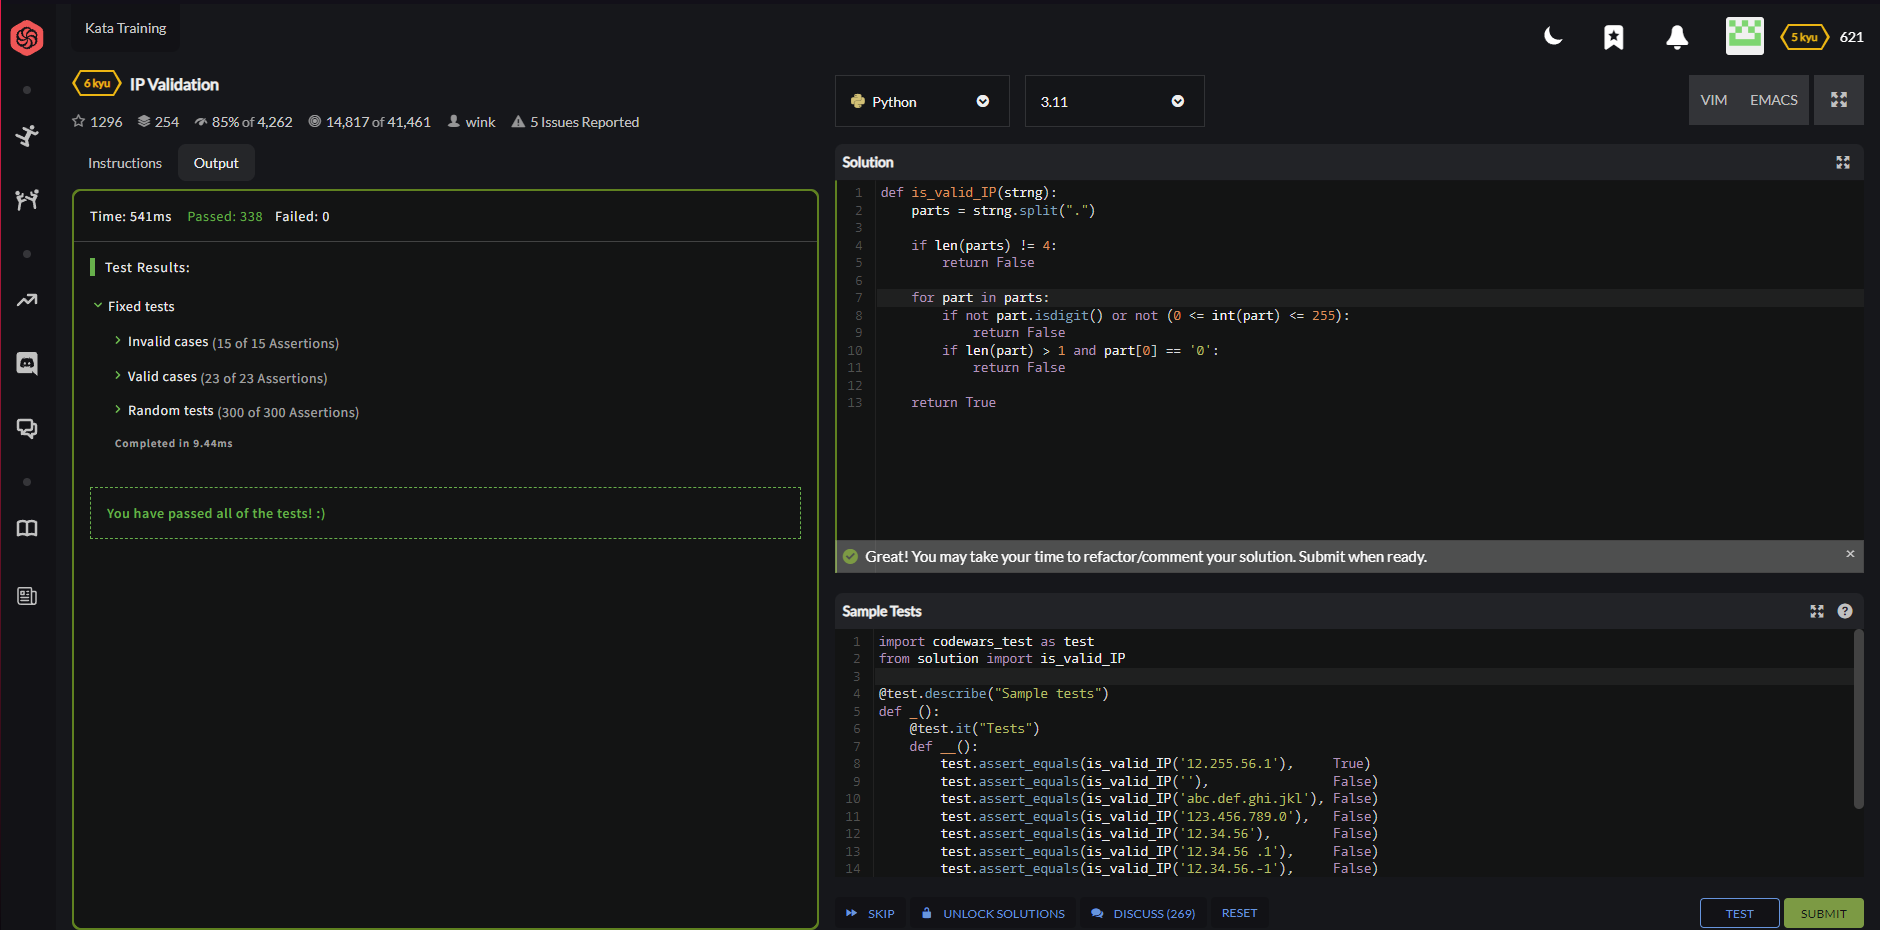 Kata Training
5 kyu 621
6 kyu IP Validation
1296 254 85% of 4,262 14,817 of 41,461 wink 5 Issues Reported
Instructions Output
Time: 541ms Passed: 338 Failed: 0
Test Results:
Fixed tests
Invalid cases (15 of 15 Assertions)
Valid cases (23 of 23 Assertions)
Random tests (300 of 300 Assertions)
Completed in 9.44ms
You have passed all of the tests! :)
Python 3.11 VIM EMACS
Solution
1 def is_valid_IP(strng):
2     parts = strng.split(".")
3
4     if len(parts) != 4:
5         return False
6
7     for part in parts:
8         if not part.isdigit() or not (0 <= int(part) <= 255):
9             return False
10         if len(part) > 1 and part[0] == '0':
11             return False
12
13     return True
Great! You may take your time to refactor/comment your solution. Submit when ready. ×
Sample Tests ?
1 import codewars_test as test
2 from solution import is_valid_IP
3
4 @test.describe("Sample tests")
5 def _():
6     @test.it("Tests")
7     def __():
8         test.assert_equals(is_valid_IP('12.255.56.1'),     True)
9         test.assert_equals(is_valid_IP(''),                False)
10         test.assert_equals(is_valid_IP('abc.def.ghi.jkl'), False)
11         test.assert_equals(is_valid_IP('123.456.789.0'),   False)
12         test.assert_equals(is_valid_IP('12.34.56'),        False)
13         test.assert_equals(is_valid_IP('12.34.56 .1'),     False)
14         test.assert_equals(is_valid_IP('12.34.56.-1'),     False)
SKIP UNLOCK SOLUTIONS DISCUSS (269) RESET TEST SUBMIT